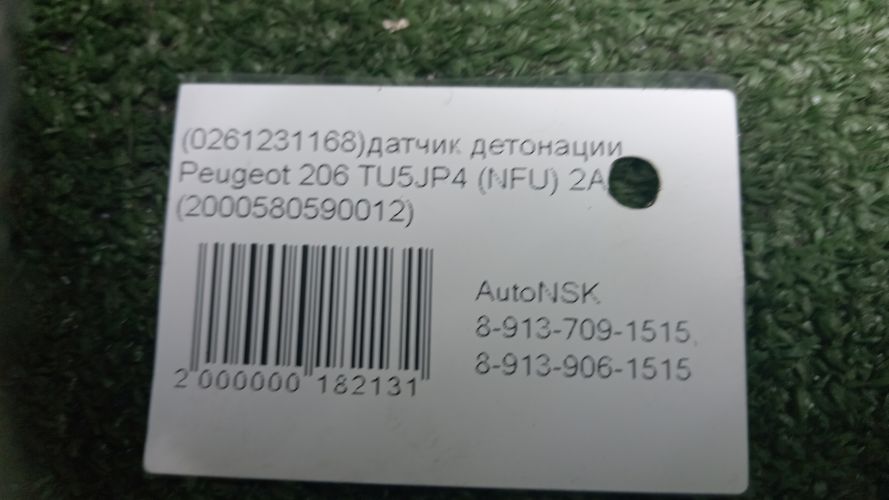 (0261231168)датчик детонации
Peugeot 206 TU5JP4 (NFU) 2A
(2000580590012)
AutoNSK
8-913-709-1515,
8-913-906-1515
2 000000 182131